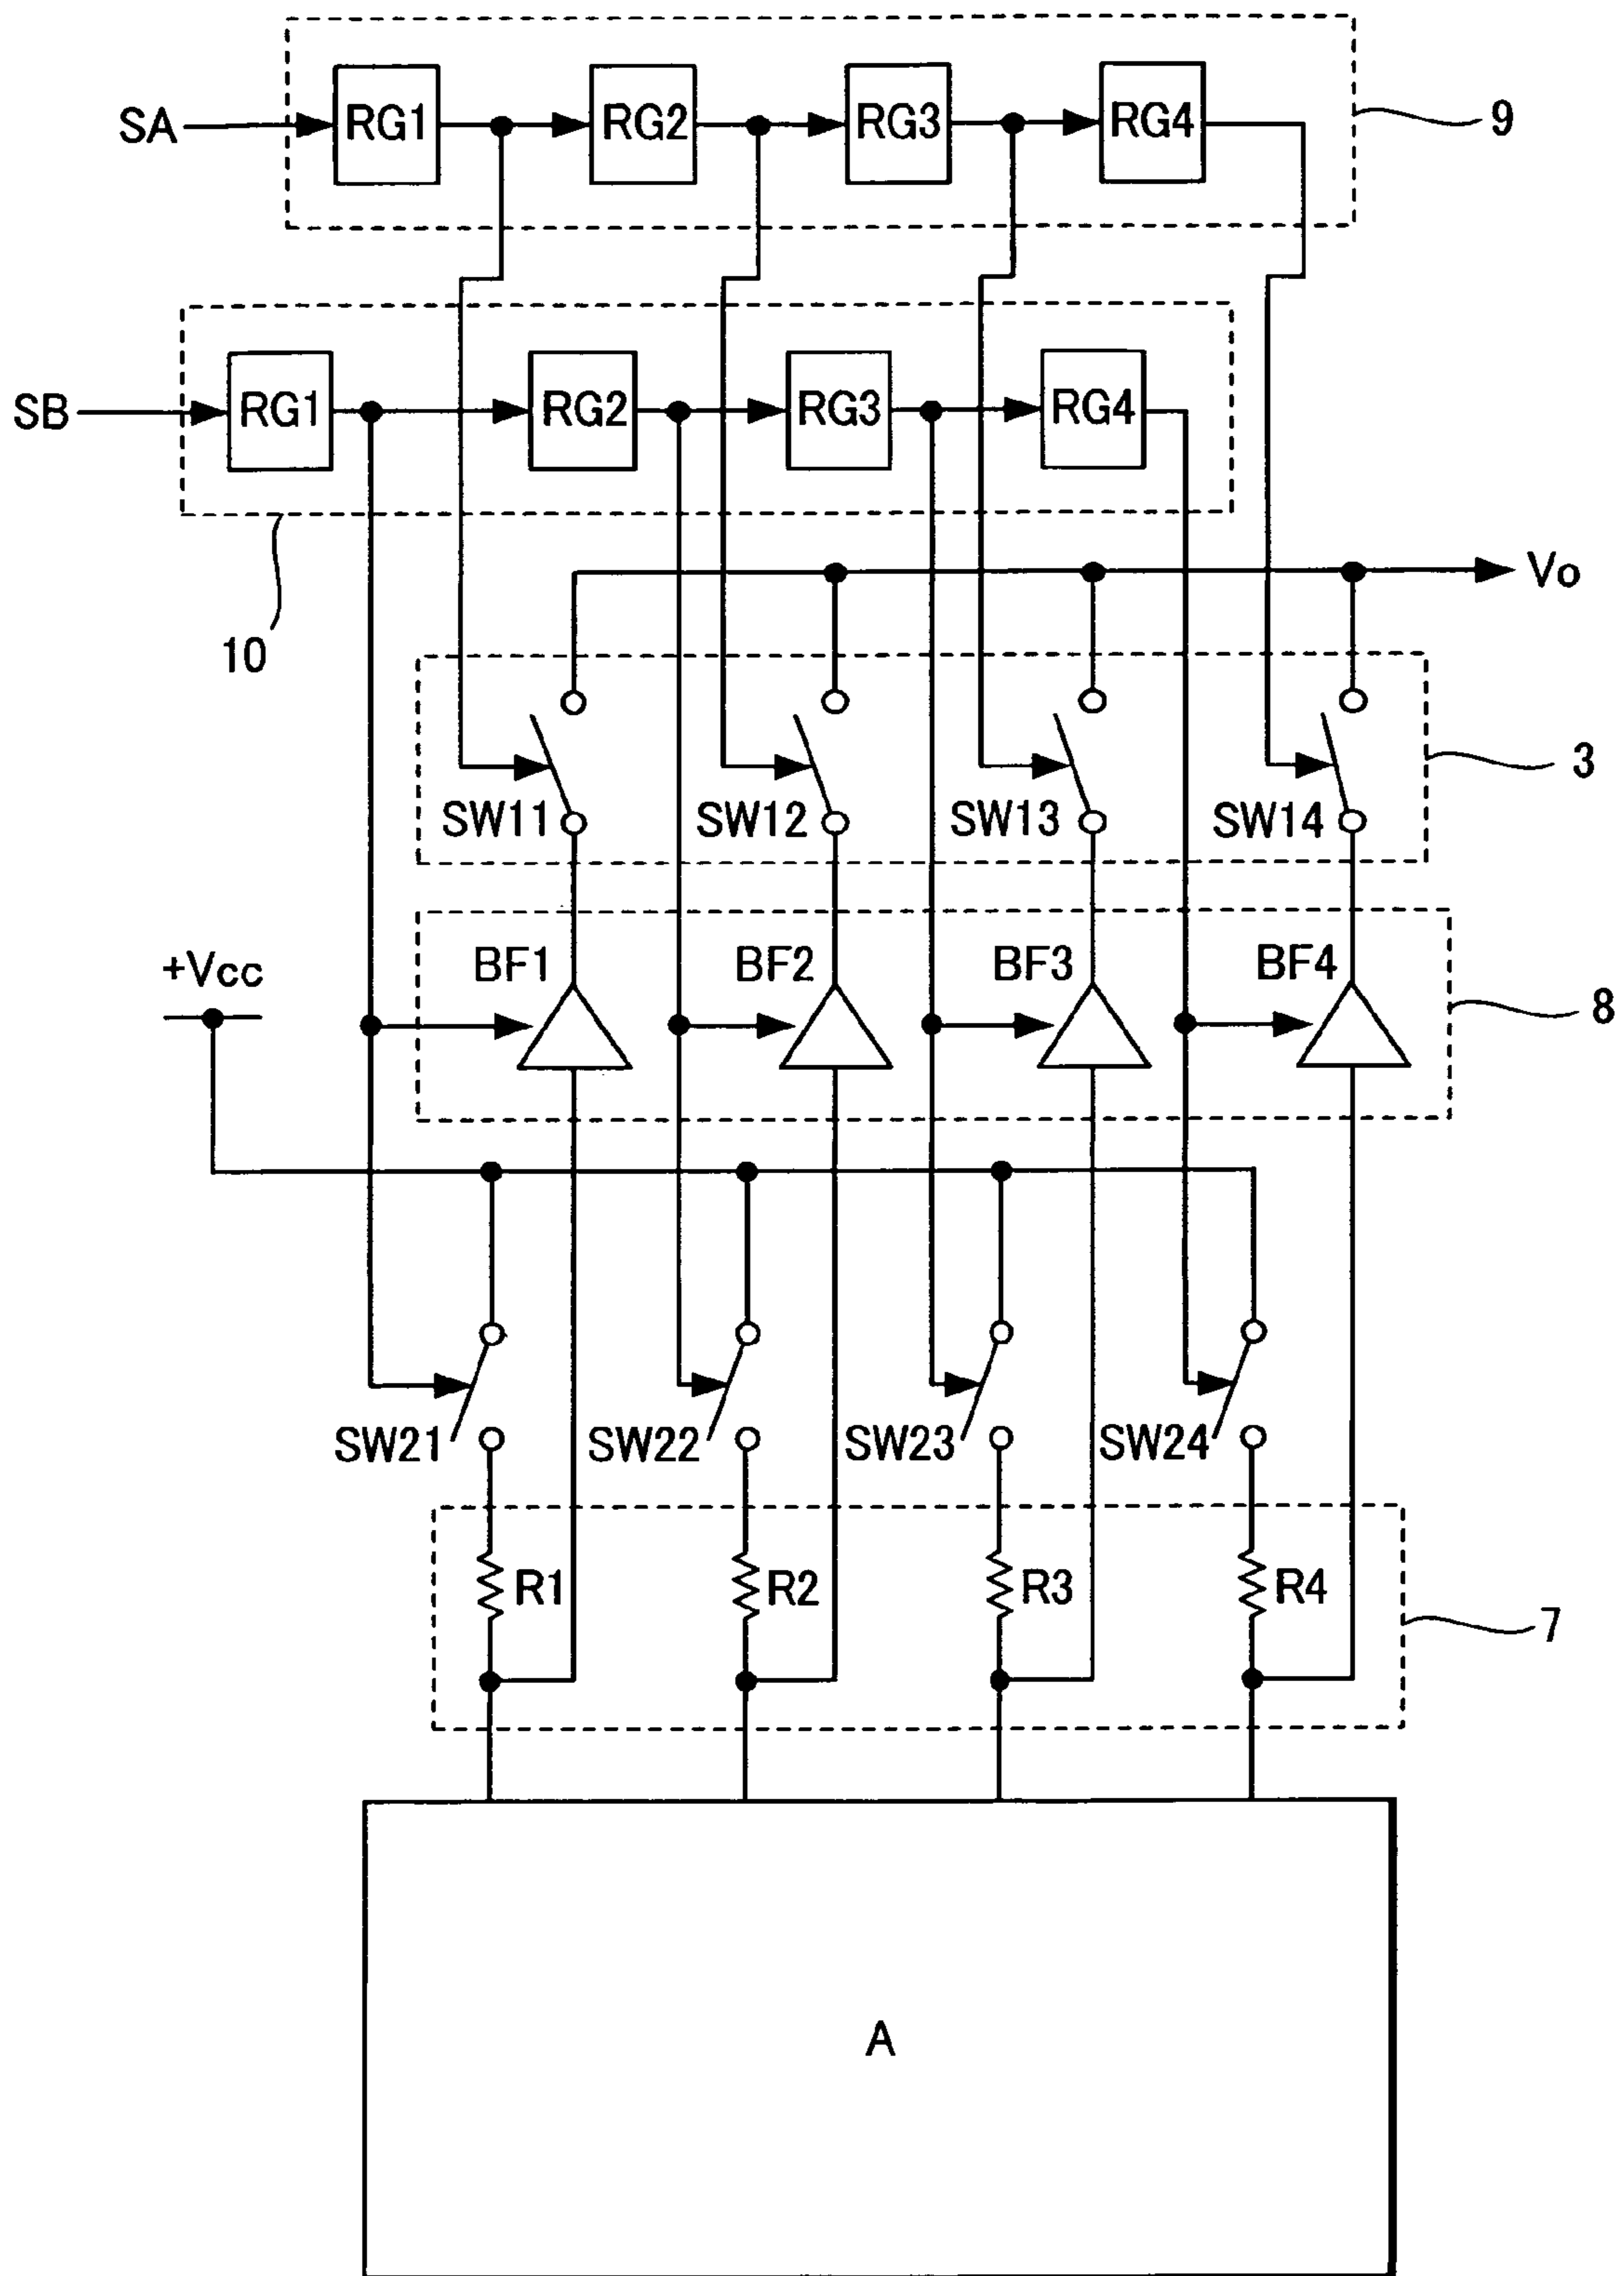 SA RG1 RG2 RG3 RG4 9
SB RG1 RG2 RG3 RG4
Vo
10
3
SW11 SW12 SW13 SW14
+Vcc BF1 BF2 BF3 BF4
8
SW21 SW22 SW23 SW24
R1 R2 R3 R4
7
A